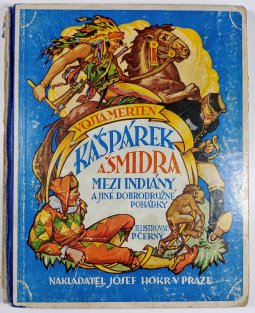 VOJTA MERTEN
KAŠPÁREK
A ŠMIDRA
MEZI INDIÁNY
A JINÉ DOBRODRUŽNÉ
POHÁDKY
ILUSTROVAL
P. ČERNÝ
NAKLADATEL JOSEF HOKR V PRAZE